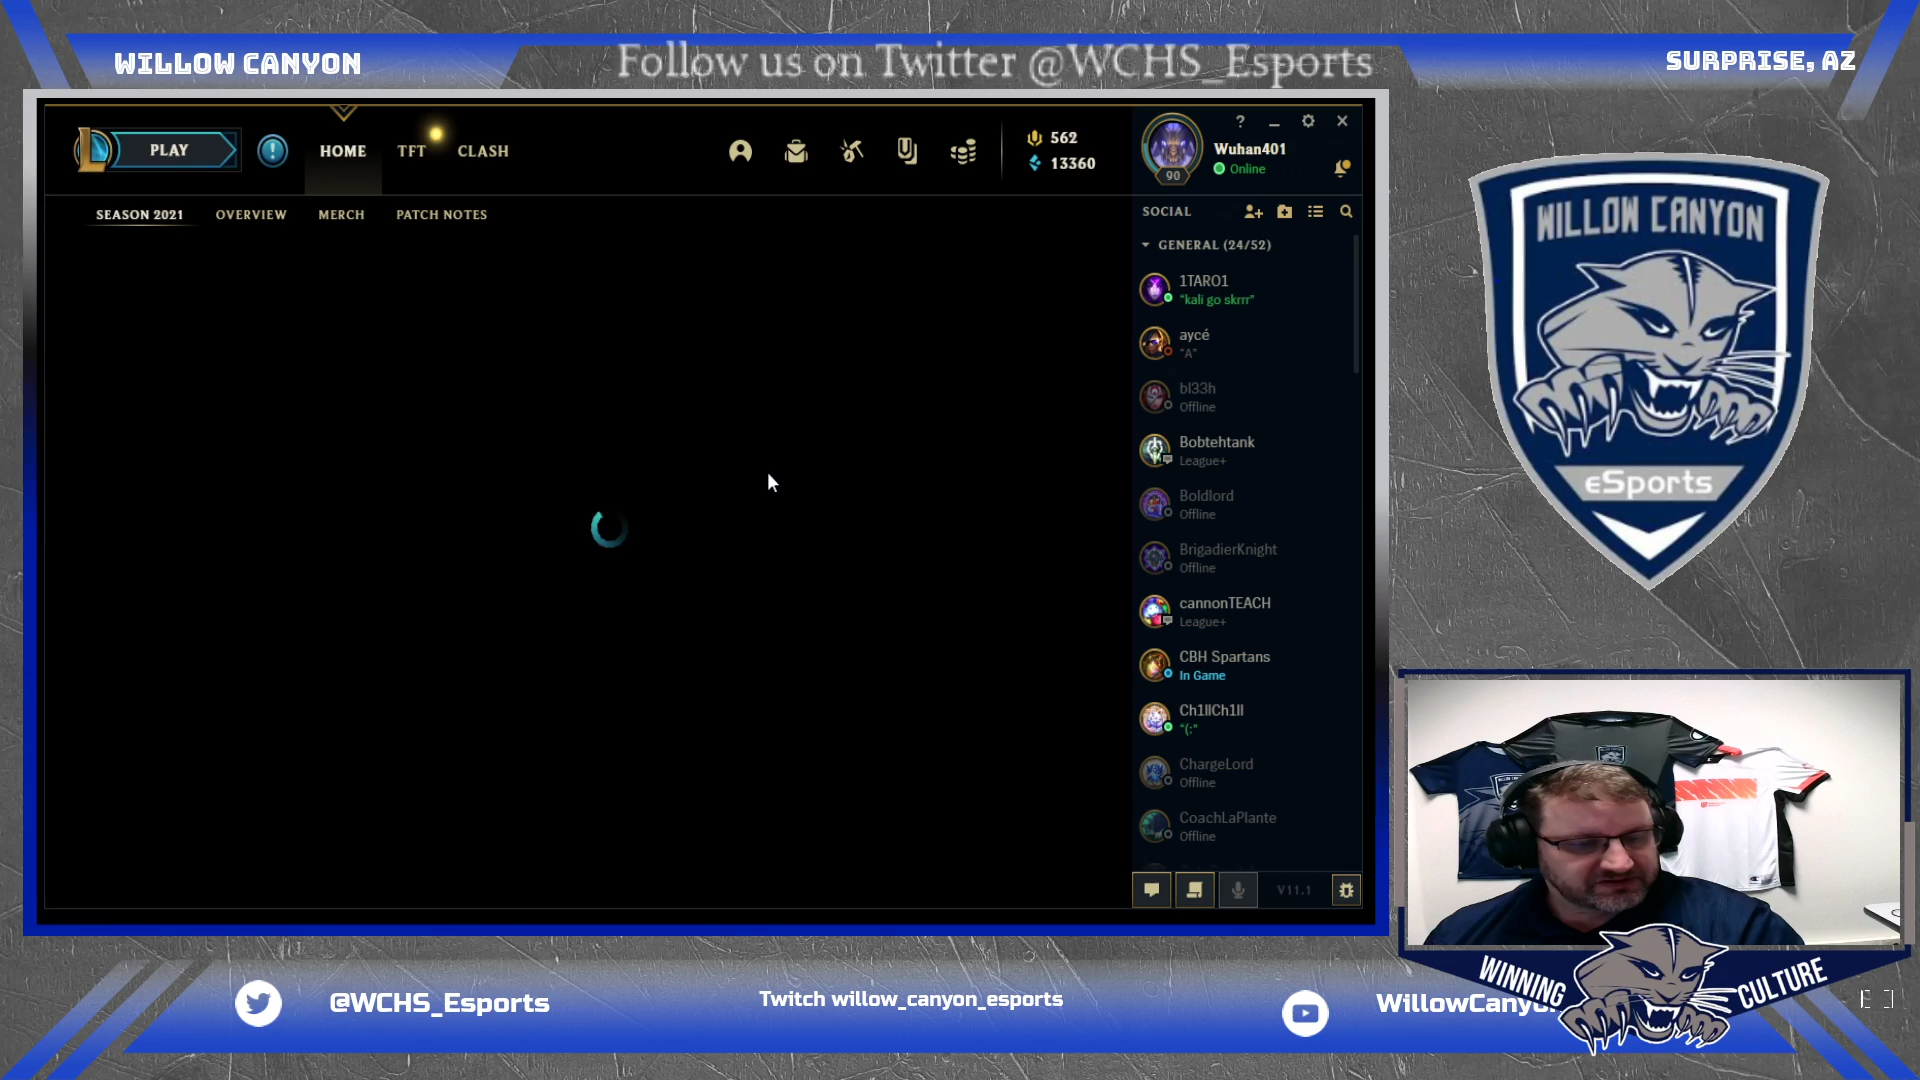 WILLOW CANYON
Follow us on Twitter @WCHS_Esports
SURPRISE, AZ
PLAY
HOME
TFT
CLASH
562
13360
90
Wuhan401
Online
SEASON 2021
OVERVIEW
MERCH
PATCH NOTES
SOCIAL
GENERAL (24/52)
1TARO1
"kali go skrrr"
aycé
"A"
bl33h
Offline
Bobtehtank
League+
Boldlord
Offline
BrigadierKnight
Offline
cannonTEACH
League+
CBH Spartans
In Game
Ch1llCh1ll
"(:"
ChargeLord
Offline
CoachLaPlante
Offline
V11.1
WILLOW CANYON
eSports
WINNING
CULTURE
@WCHS_Esports
Twitch willow_canyon_esports